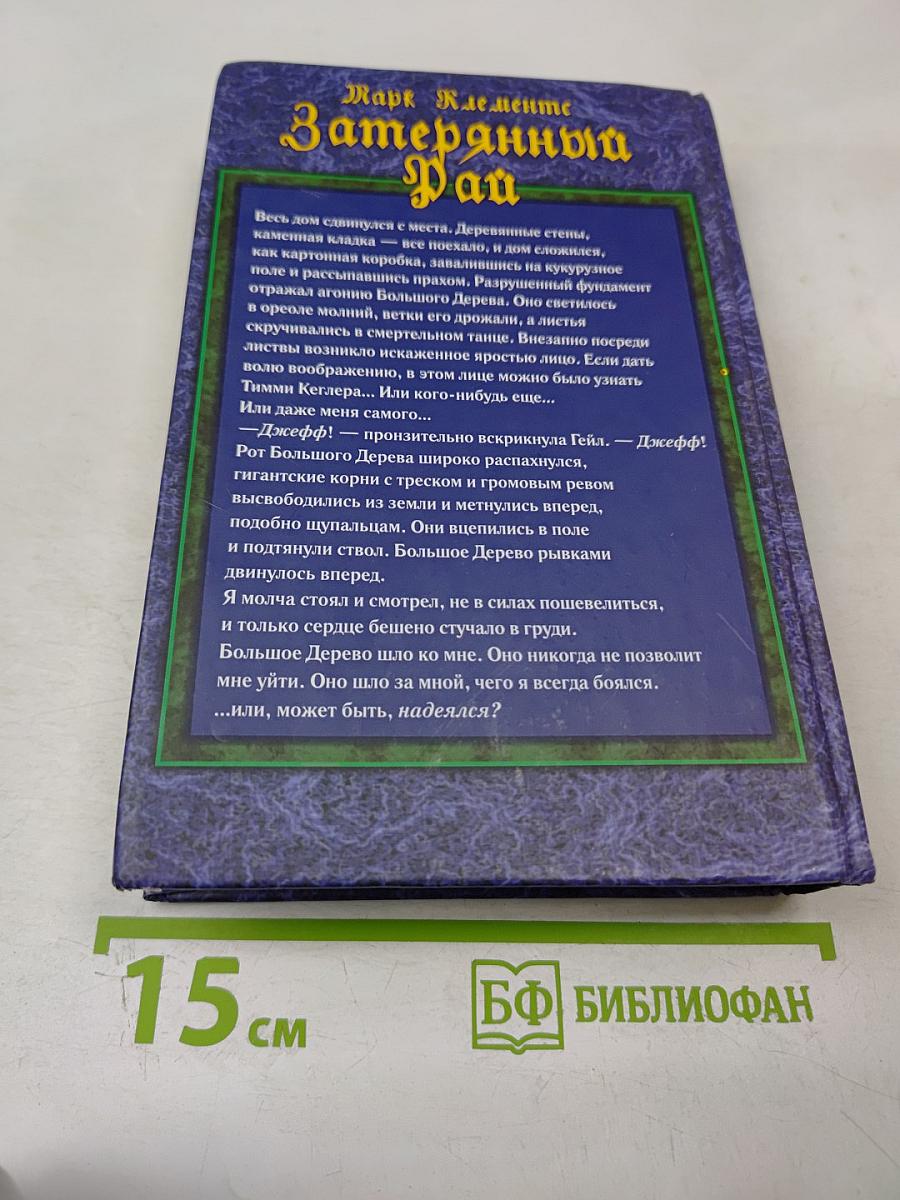 Марк Клементс
Затерянный
Рай
Весь дом сдвинулся с места. Деревянные стены,
каменная кладка — все поехало, и дом сложился,
как картонная коробка, завалившись на кукурузное
поле и рассыпавшись прахом. Разрушенный фундамент
отражал агонию Большого Дерева. Оно светилось
в ореоле молний, ветки его дрожали, а листья
скручивались в смертельном танце. Внезапно посреди
листвы возникло искаженное яростью лицо. Если дать
волю воображению, в этом лице можно было узнать
Тимми Кеглера... Или кого-нибудь еще...
Или даже меня самого...
—Джефф! — пронзительно вскрикнула Гейл. — Джефф!
Рот Большого Дерева широко распахнулся,
гигантские корни с треском и громовым ревом
высвободились из земли и метнулись вперед,
подобно щупальцам. Они вцепились в поле
и подтянули ствол. Большое Дерево рывками
двинулось вперед.
Я молча стоял и смотрел, не в силах пошевелиться,
и только сердце бешено стучало в груди.
Большое Дерево шло ко мне. Оно никогда не позволит
мне уйти. Оно шло за мной, чего я всегда боялся.
...или, может быть, надеялся?
15 см
БФ БИБЛИОФАН